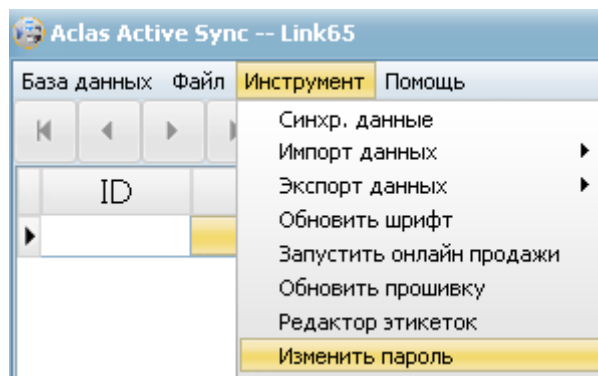 Aclas Active Sync -- Link65
База данных Файл Инструмент Помощь
Синхр. данные
Импорт данных
Экспорт данных
ID
Обновить шрифт
Запустить онлайн продажи
Обновить прошивку
Редактор этикеток
Изменить пароль